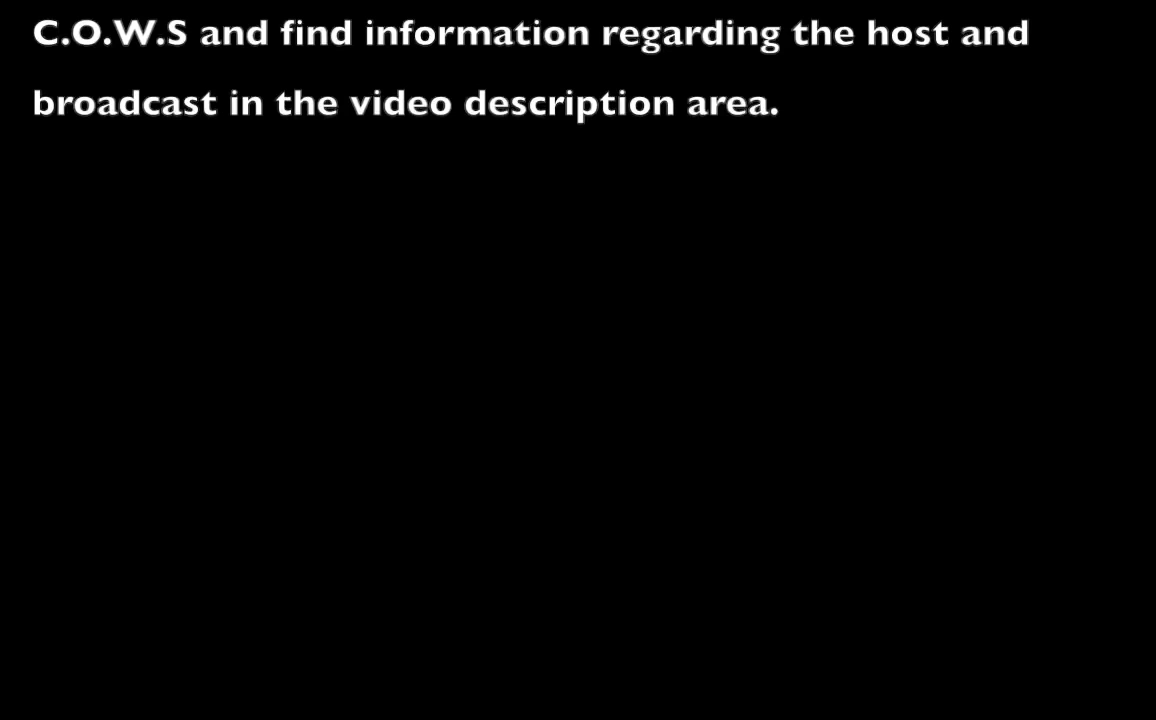 C.O.W.S and find information regarding the host and
broadcast in the video description area.